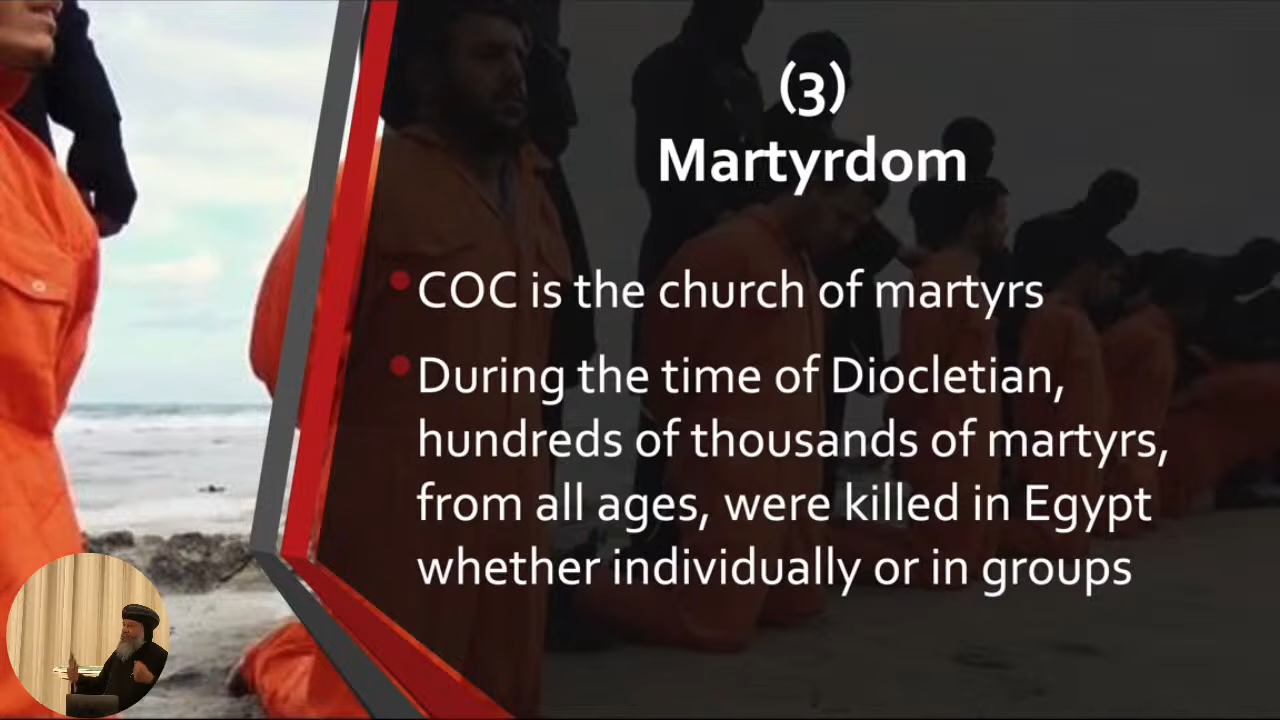 (3)
Martyrdom
COC is the church of martyrs
During the time of Diocletian,
hundreds of thousands of martyrs,
from all ages, were killed in Egypt
whether individually or in groups